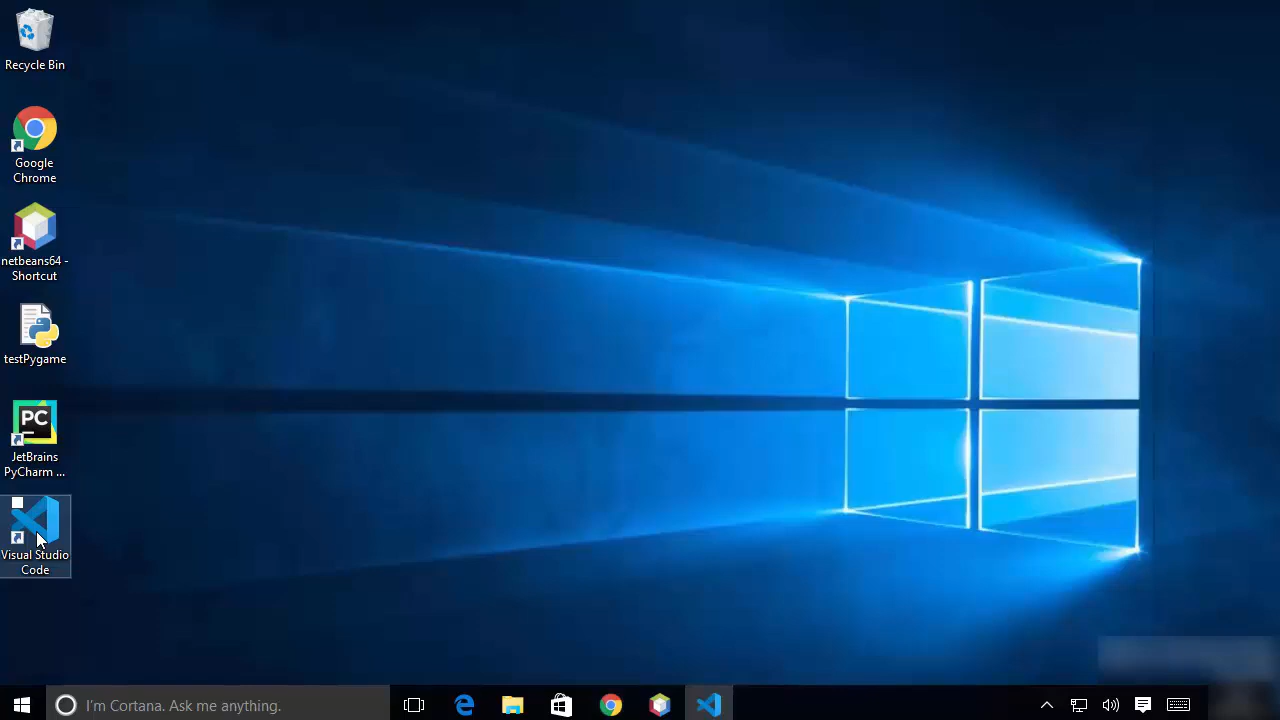 Recycle Bin
Google
Chrome
netbeans64 -
Shortcut
testPygame
PC
JetBrains
PyCharm ...
Visual Studio
Code
I'm Cortana. Ask me anything.